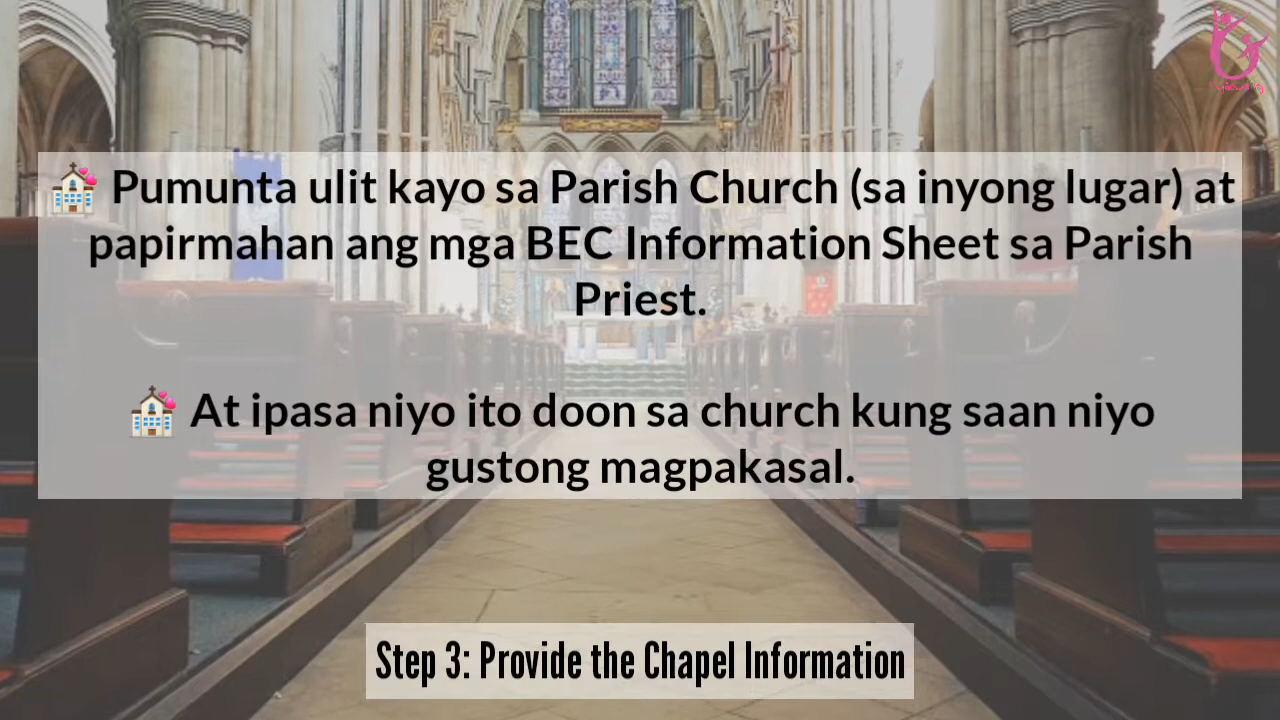 💒 Pumunta ulit kayo sa Parish Church (sa inyong lugar) at
papirmahan ang mga BEC Information Sheet sa Parish
Priest.
💒 At ipasa niyo ito doon sa church kung saan niyo
gustong magpakasal.
Step 3: Provide the Chapel Information